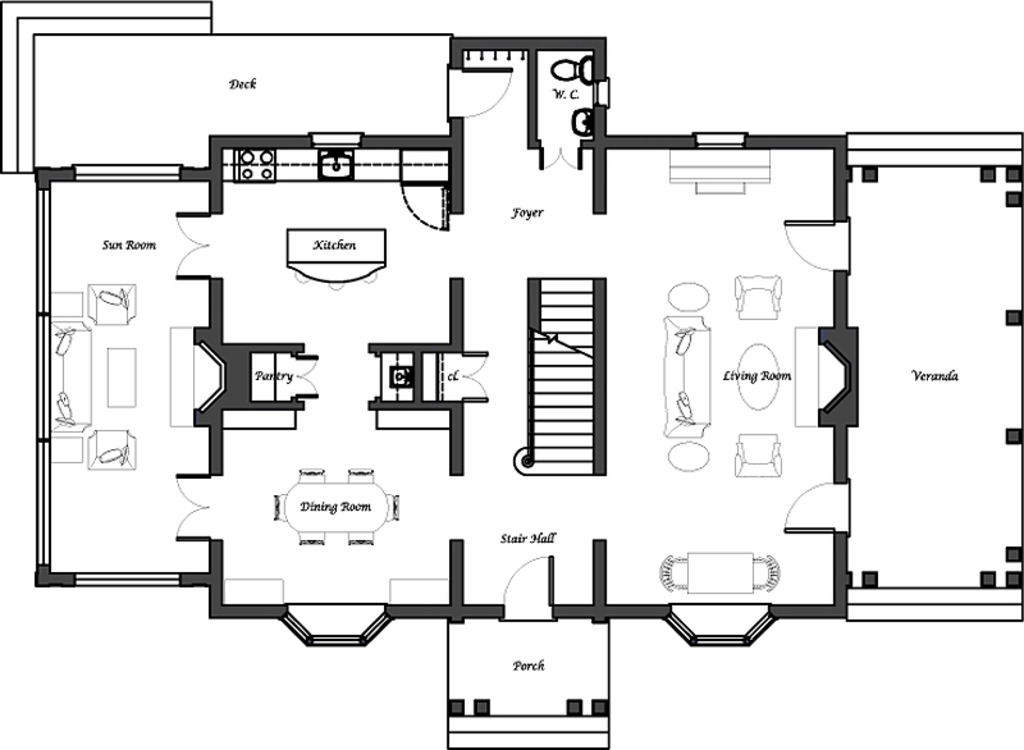 Deck
W. C.
Foyer
Sun Room
Kitchen
Pantry
cl.
Living Room
Veranda
Dining Room
Stair Hall
Porch